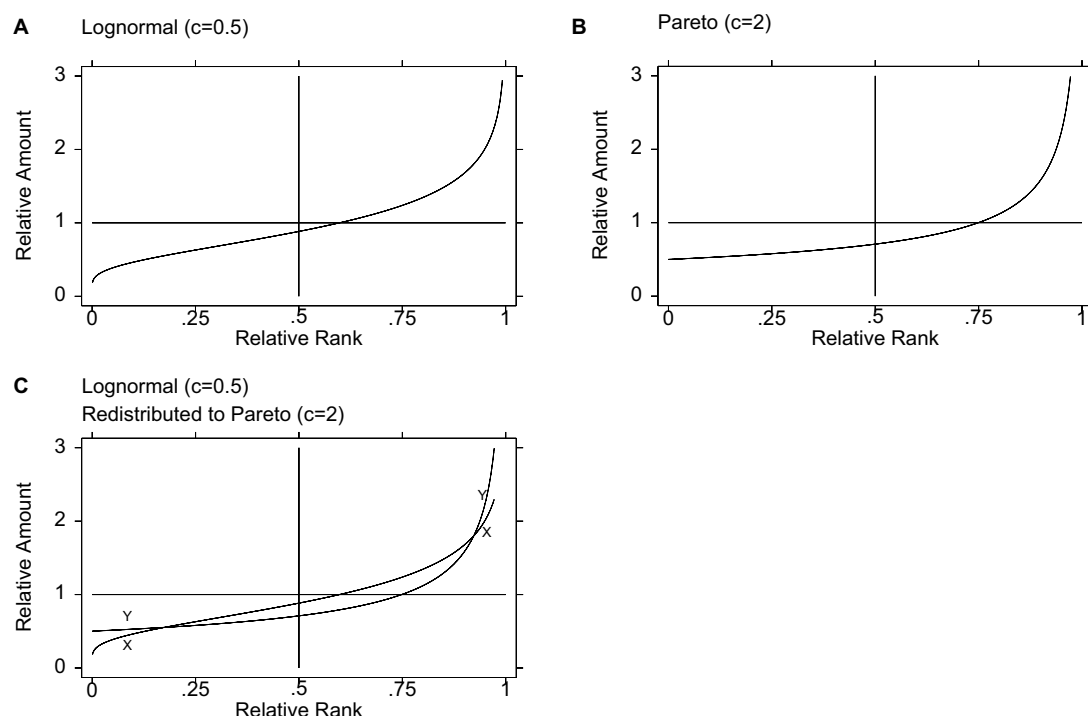 A
Lognormal (c=0.5)
3
2
1
0
Relative Amount
0 .25 .5 .75 1
Relative Rank
B
Pareto (c=2)
3
2
1
0
Relative Amount
0 .25 .5 .75 1
Relative Rank
C
Lognormal (c=0.5)
Redistributed to Pareto (c=2)
3
2
1
0
Relative Amount
Y
X
Y
X
0 .25 .5 .75 1
Relative Rank